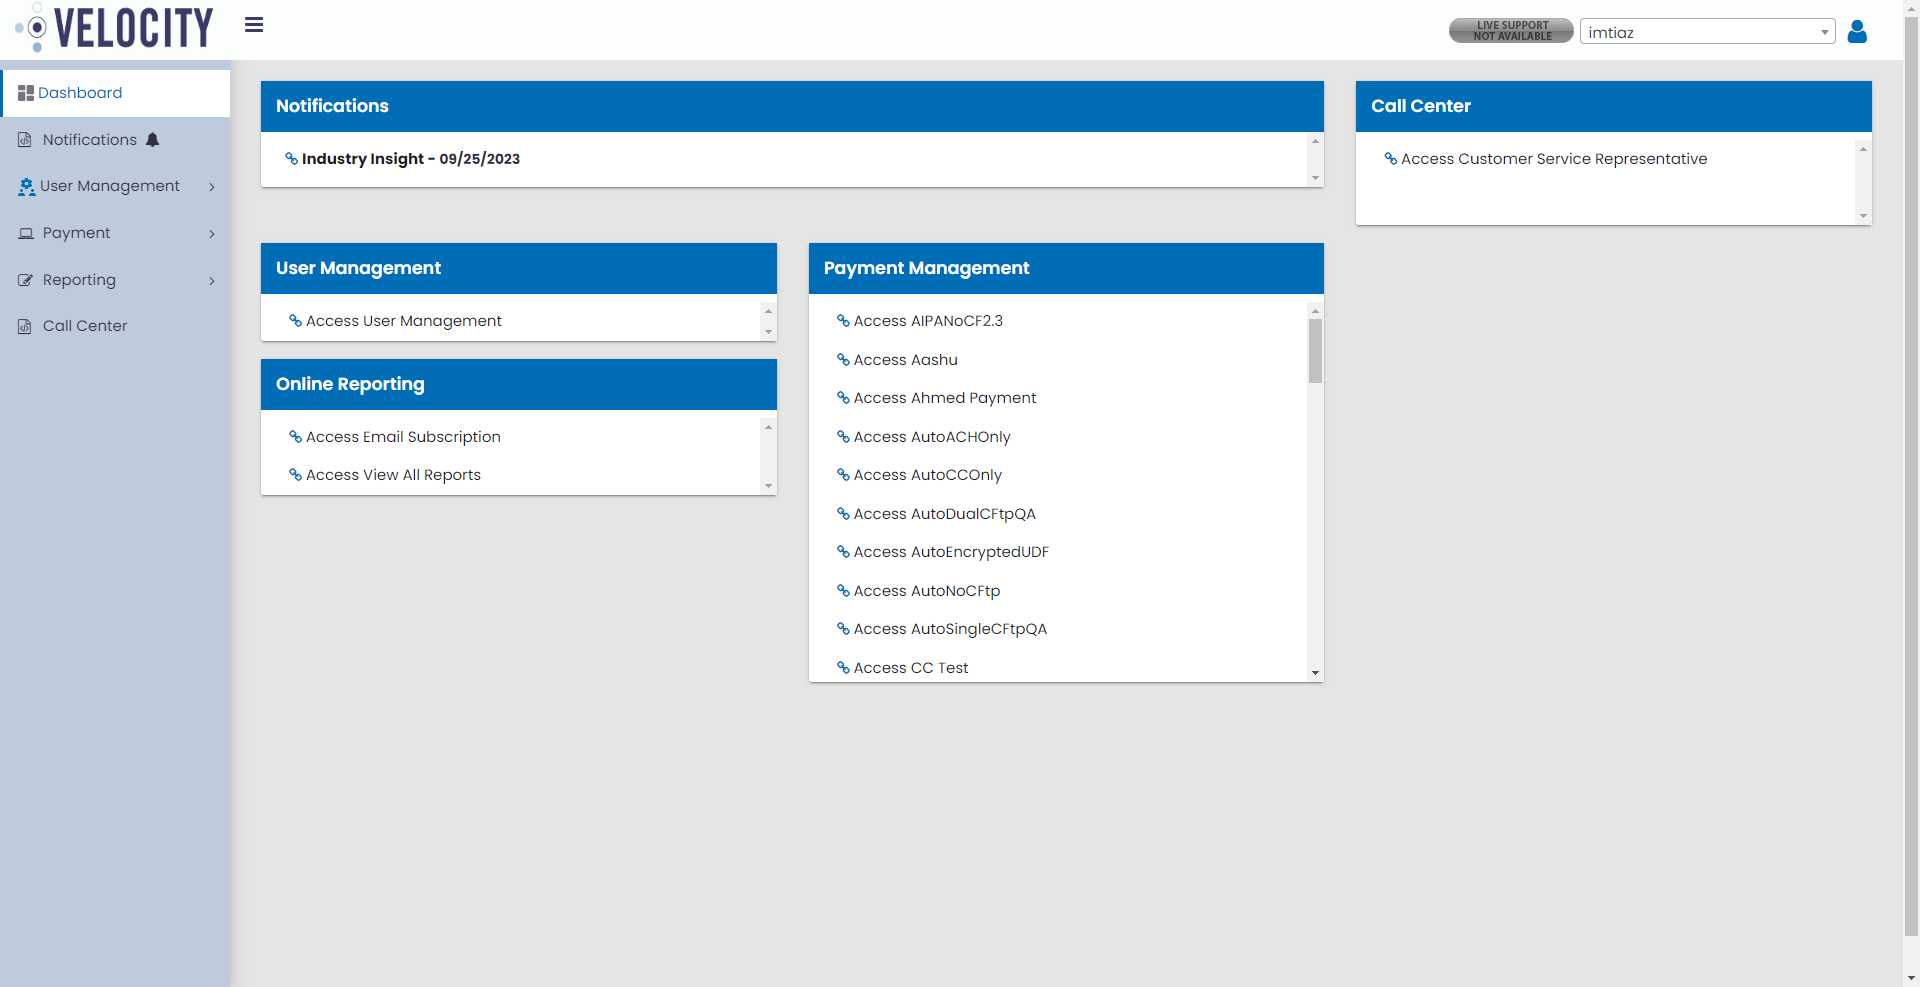 VELOCITY
LIVE SUPPORT
NOT AVAILABLE
imtiaz
Dashboard
Notifications
User Management
Payment
Reporting
Call Center
Notifications
Industry Insight - 09/25/2023
Call Center
Access Customer Service Representative
User Management
Access User Management
Online Reporting
Access Email Subscription
Access View All Reports
Payment Management
Access AIPANoCF2.3
Access Aashu
Access Ahmed Payment
Access AutoACHOnly
Access AutoCCOnly
Access AutoDualCFtpQA
Access AutoEncryptedUDF
Access AutoNoCFtp
Access AutoSingleCFtpQA
Access CC Test